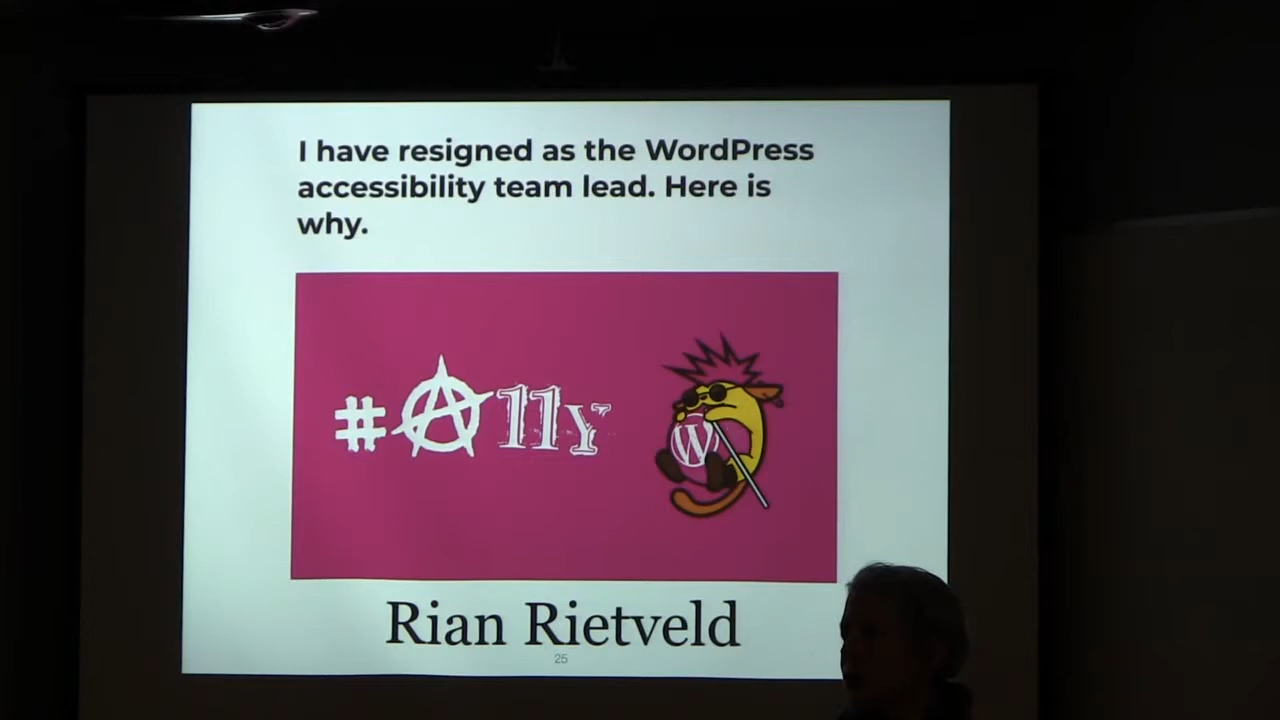 I have resigned as the WordPress
accessibility team lead. Here is
why.
#A11y
W
Rian Rietveld
25